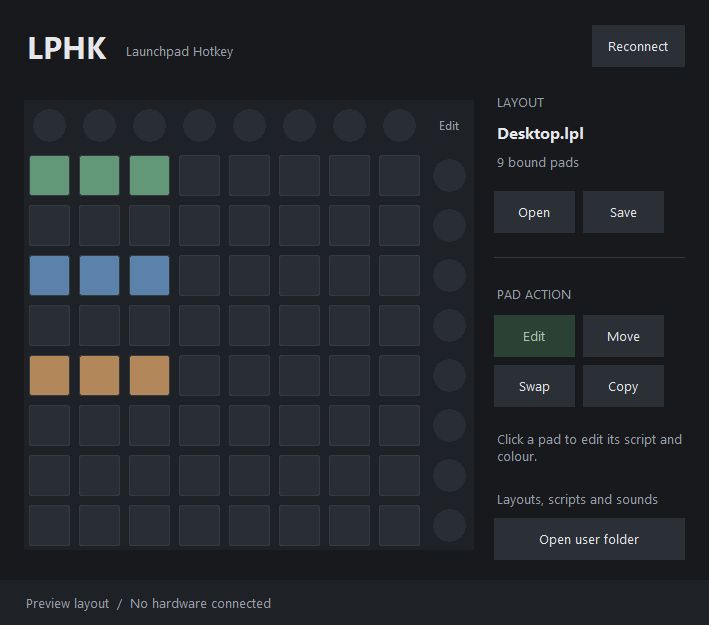 LPHK
Launchpad Hotkey
Reconnect
Edit
LAYOUT
Desktop.lpl
9 bound pads
Open
Save
PAD ACTION
Edit
Move
Swap
Copy
Click a pad to edit its script and
colour.
Layouts, scripts and sounds
Open user folder
Preview layout / No hardware connected